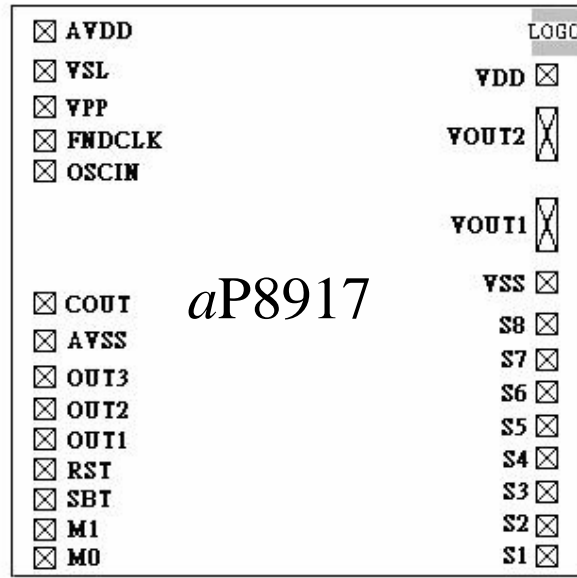 AVDD
VSL
VPP
FNDCLK
OSCIN
COUT
AVSS
OUT3
OUT2
OUT1
RST
SBT
M1
M0
aP8917
LOGO
VDD
VOUT2
VOUT1
VSS
S8
S7
S6
S5
S4
S3
S2
S1